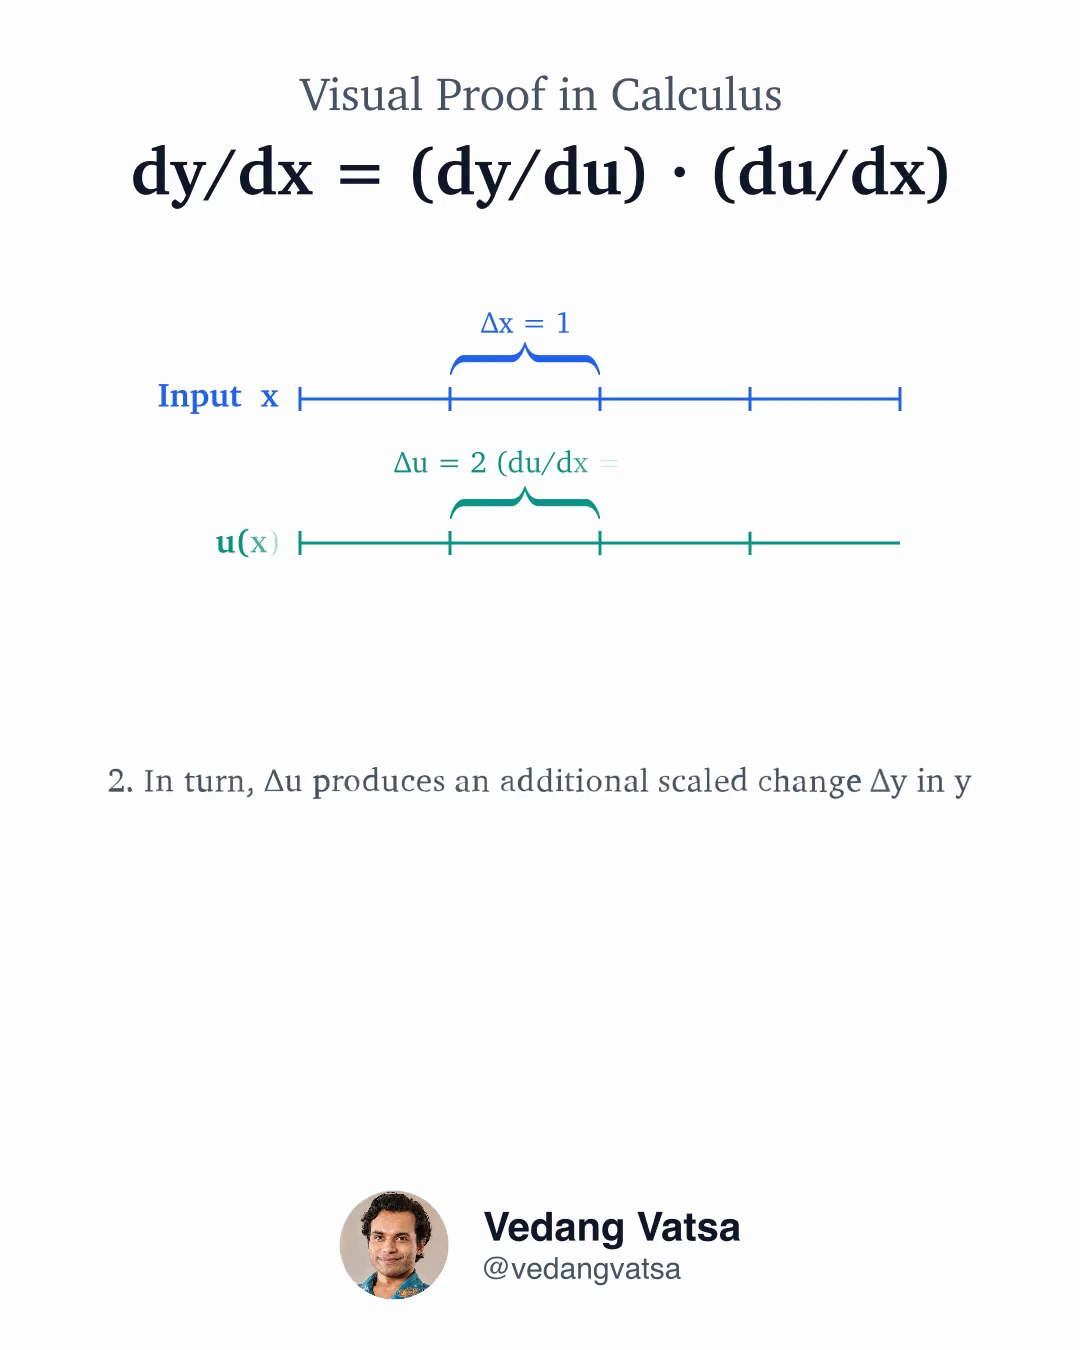 Visual Proof in Calculus
dy/dx = (dy/du) · (du/dx)
Δx = 1
Input x
Δu = 2 (du/dx =
u(x)
2. In turn, Δu produces an additional scaled change Δy in y
Vedang Vatsa
@vedangvatsa